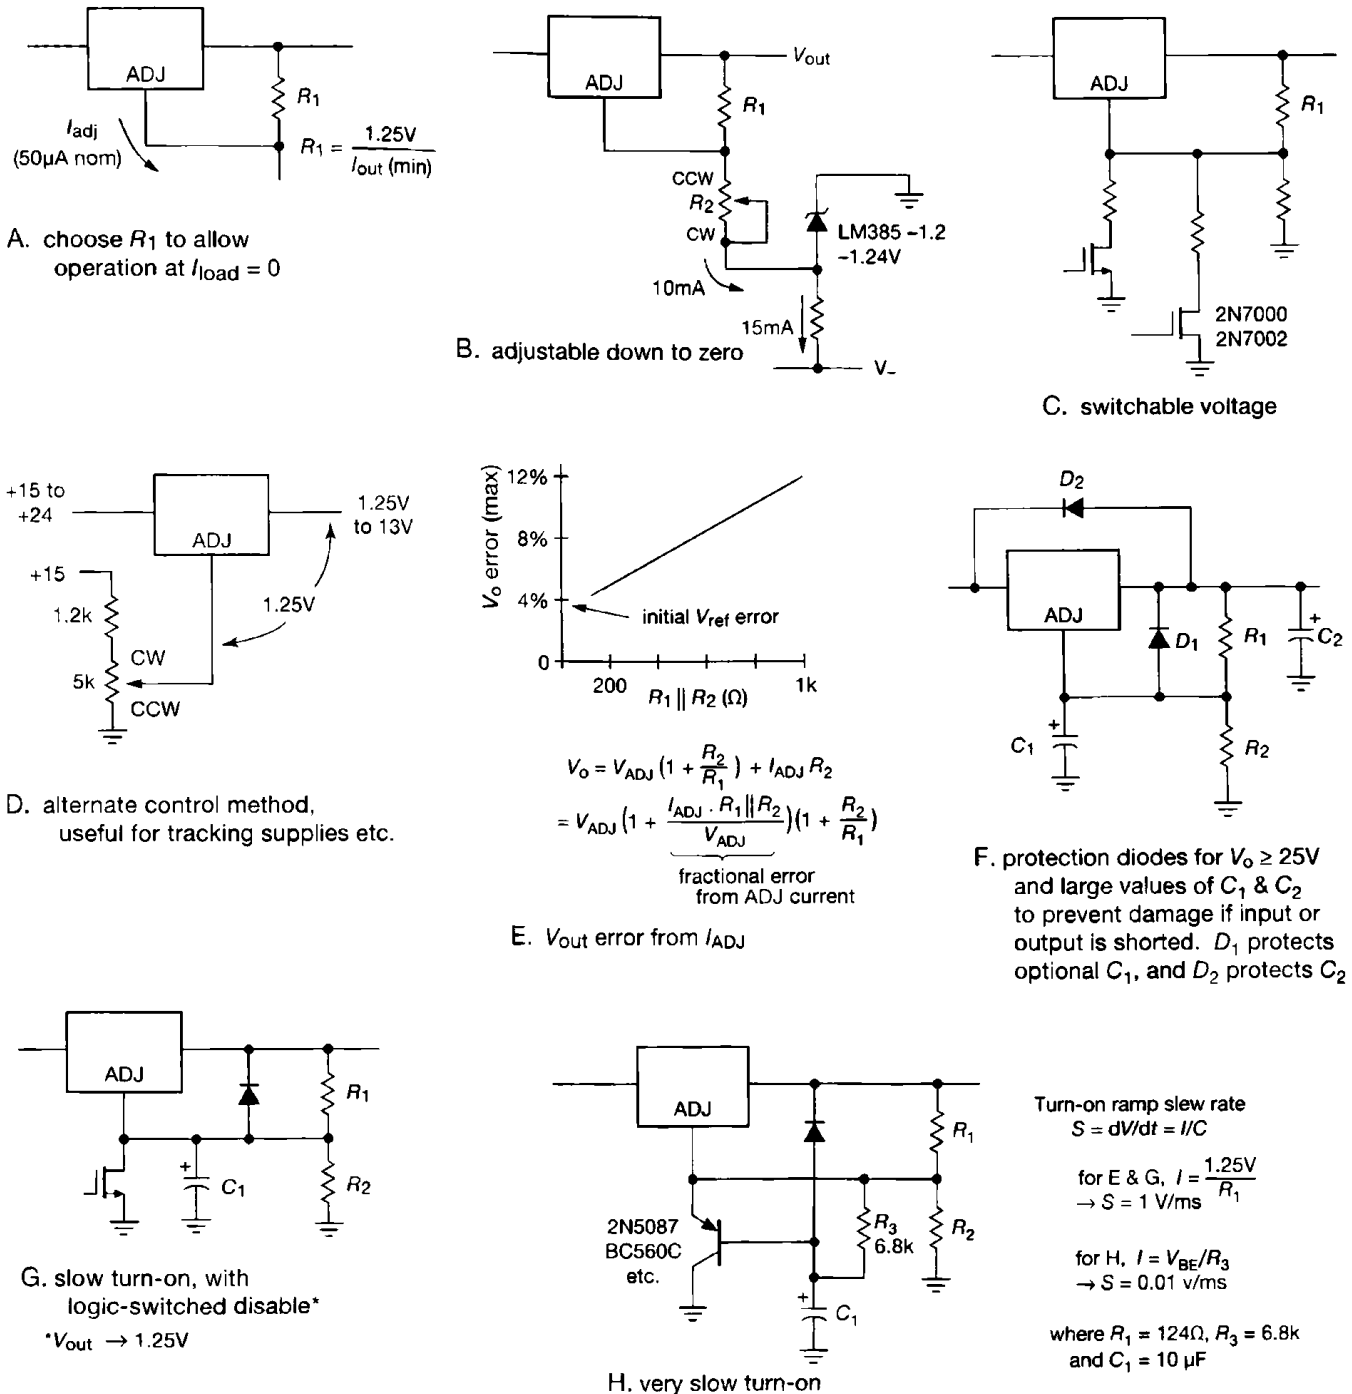 ADJ
R1
Iadj
(50µA nom)
R1 = 1.25V / Iout (min)
A. choose R1 to allow
operation at Iload = 0
ADJ
Vout
R1
CCW
R2
CW
LM385 –1.2
–1.24V
10mA
15mA
V–
B. adjustable down to zero
ADJ
R1
2N7000
2N7002
C. switchable voltage
+15 to
+24
ADJ
1.25V
to 13V
+15
1.25V
1.2k
CW
5k
CCW
D. alternate control method,
useful for tracking supplies etc.
Vo error (max)
12%
8%
4%
0
initial Vref error
200
1k
R1 || R2 (Ω)
Vo = VADJ (1 + R2/R1) + IADJ R2
= VADJ (1 + IADJ . R1||R2 / VADJ)(1 + R2/R1)
fractional error
from ADJ current
E. Vout error from IADJ
D2
ADJ
D1
R1
+
C2
+
C1
R2
F. protection diodes for Vo ≥ 25V
and large values of C1 & C2
to prevent damage if input or
output is shorted. D1 protects
optional C1, and D2 protects C2
ADJ
R1
+
C1
R2
G. slow turn-on, with
logic-switched disable*
*Vout → 1.25V
ADJ
R1
2N5087
BC560C
etc.
R3
6.8k
R2
+
C1
H. very slow turn-on
Turn-on ramp slew rate
S = dV/dt = I/C
for E & G, I = 1.25V / R1
→ S = 1 V/ms
for H, I = VBE/R3
→ S = 0.01 v/ms
where R1 = 124Ω, R3 = 6.8k
and C1 = 10 µF